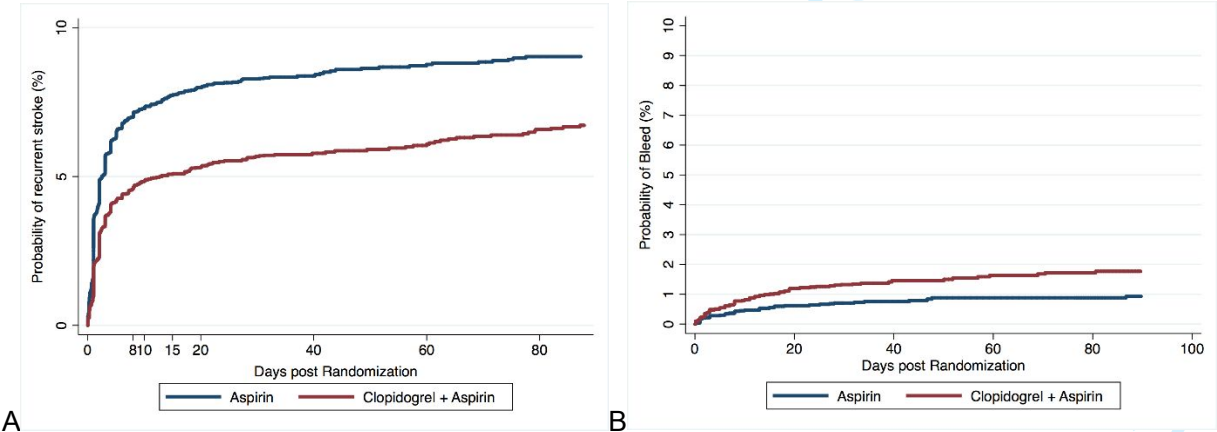 Probability of recurrent stroke (%)
10
5
0
0 810 15 20 40 60 80
Days post Randomization
Aspirin Clopidogrel + Aspirin
A
Probability of Bleed (%)
10
9
8
7
6
5
4
3
2
1
0
0 20 40 60 80 100
Days post Randomization
Aspirin Clopidogrel + Aspirin
B